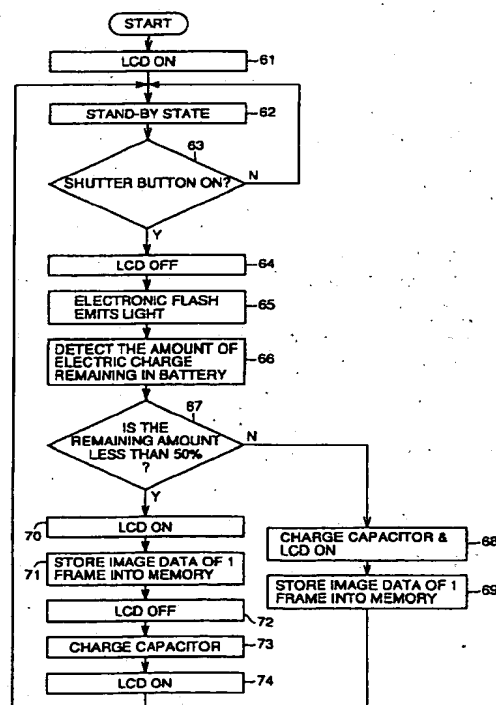 START
LCD ON
61
STAND-BY STATE
62
63
SHUTTER BUTTON ON?
N
Y
LCD OFF
64
ELECTRONIC FLASH
EMITS LIGHT
65
DETECT THE AMOUNT OF
ELECTRIC CHARGE
REMAINING IN BATTERY
66
67
IS THE
REMAINING AMOUNT
LESS THAN 50%
?
N
Y
70
LCD ON
71
STORE IMAGE DATA OF 1
FRAME INTO MEMORY
LCD OFF
72
CHARGE CAPACITOR
73
LCD ON
74
CHARGE CAPACITOR &
LCD ON
68
STORE IMAGE DATA OF 1
FRAME INTO MEMORY
69